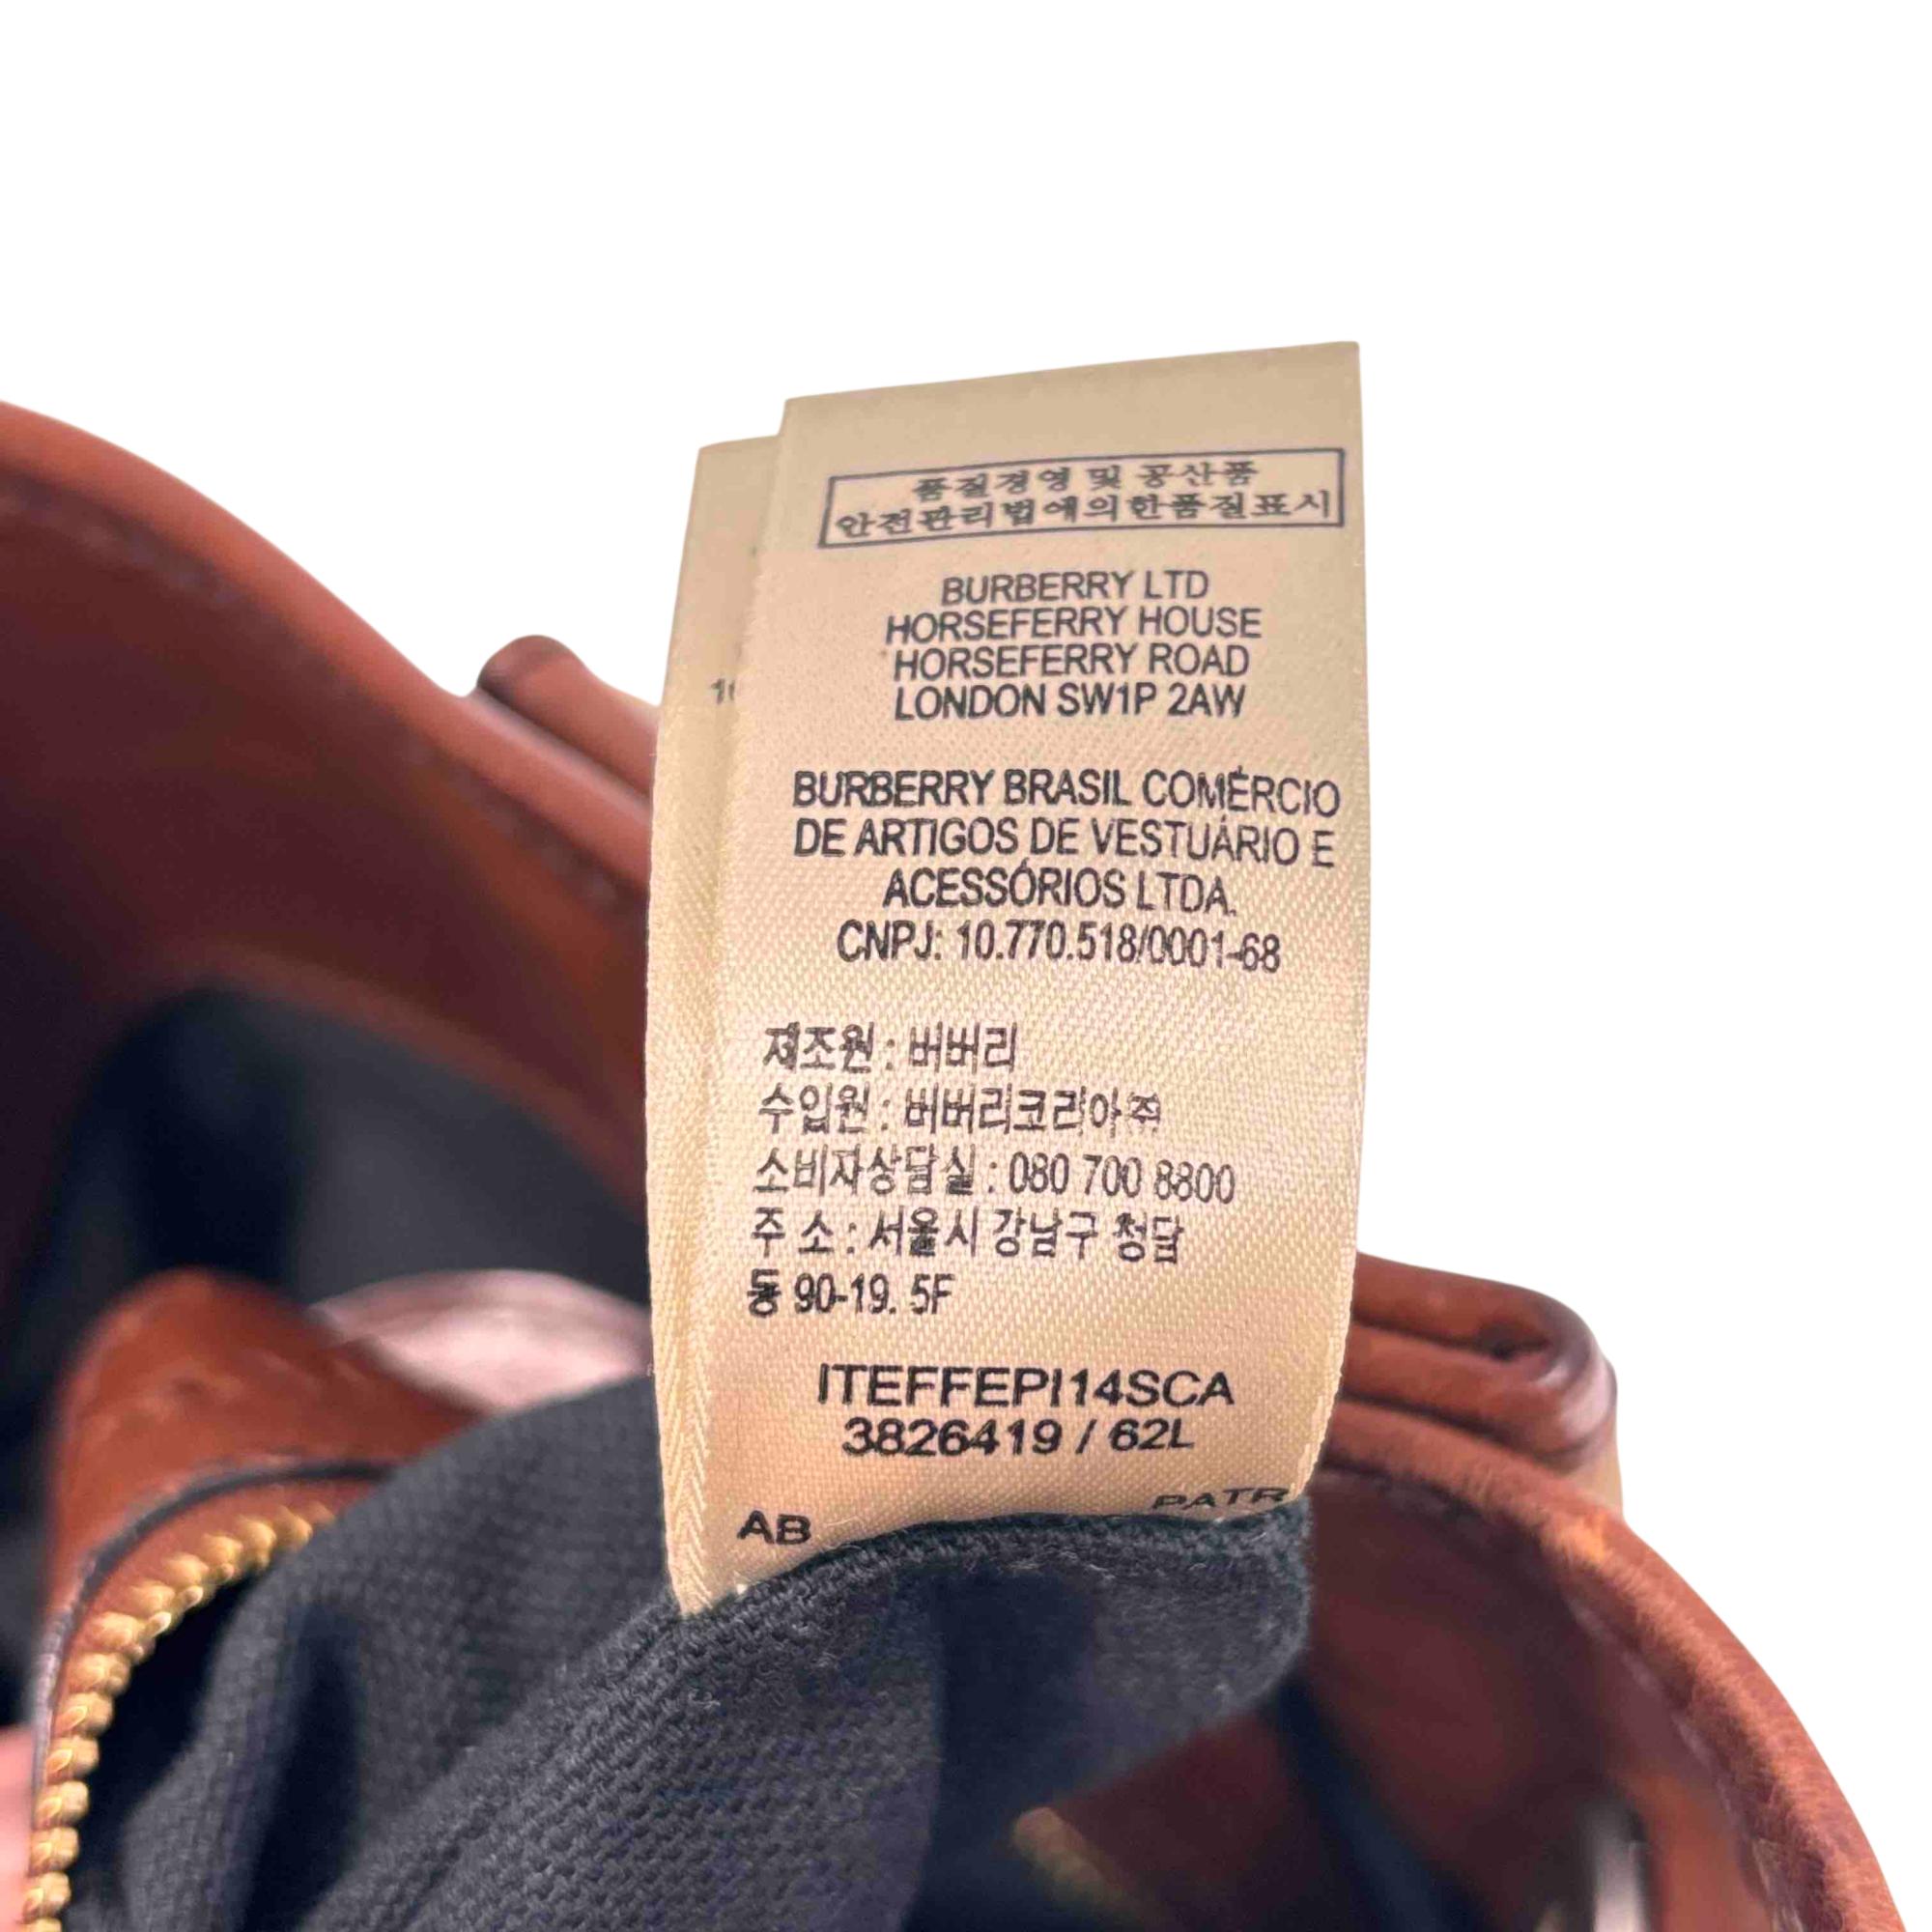 품질경영 및 공산품
안전관리법에의한품질표시
BURBERRY LTD
HORSEFERRY HOUSE
HORSEFERRY ROAD
LONDON SW1P 2AW
BURBERRY BRASIL COMÉRCIO
DE ARTIGOS DE VESTUÁRIO E
ACESSÓRIOS LTDA.
CNPJ: 10.770.518/0001-68
제조원 : 버버리
수입원 : 버버리코리아㈜
소비자상담실 : 080 700 8800
주 소 : 서울시 강남구 청담
동 90-19. 5F
ITEFFEPI14SCA
3826419 / 62L
AB